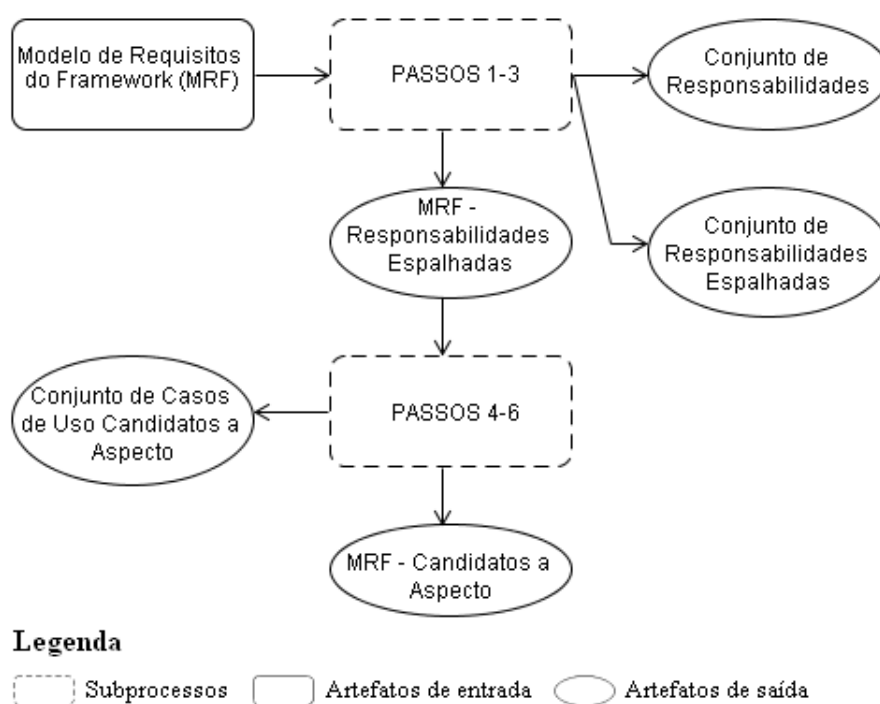 Modelo de Requisitos
do Framework (MRF)
PASSOS 1-3
Conjunto de
Responsabilidades
MRF -
Responsabilidades
Espalhadas
Conjunto de
Responsabilidades
Espalhadas
Conjunto de Casos
de Uso Candidatos a
Aspecto
PASSOS 4-6
MRF - Candidatos a
Aspecto
Legenda
Subprocessos
Artefatos de entrada
Artefatos de saída